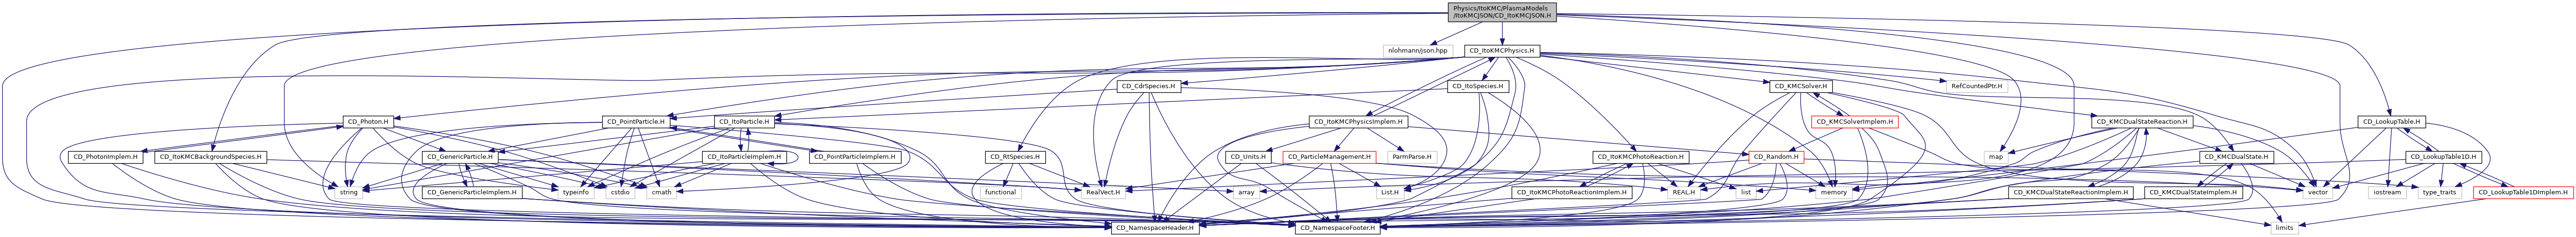 Physics/ItoKMC/PlasmaModels
/ItoKMCJSON/CD_ItoKMCJSON.H
nlohmann/json.hpp
CD_ItoKMCPhysics.H
CD_CdrSpecies.H
CD_ItoSpecies.H
CD_KMCSolver.H
RefCountedPtr.H
CD_Photon.H
CD_PointParticle.H
CD_ItoParticle.H
CD_ItoKMCPhysicsImplem.H
CD_KMCSolverImplem.H
CD_KMCDualStateReaction.H
CD_LookupTable.H
CD_PhotonImplem.H
CD_ItoKMCBackgroundSpecies.H
CD_GenericParticle.H
CD_ItoParticleImplem.H
CD_PointParticleImplem.H
CD_RtSpecies.H
CD_Units.H
CD_ParticleManagement.H
ParmParse.H
CD_ItoKMCPhotoReaction.H
CD_Random.H
map
CD_KMCDualState.H
CD_LookupTable1D.H
string
CD_GenericParticleImplem.H
typeinfo
cstdio
cmath
functional
RealVect.H
array
List.H
CD_ItoKMCPhotoReactionImplem.H
REAL.H
list
memory
CD_KMCDualStateReactionImplem.H
CD_KMCDualStateImplem.H
vector
iostream
type_traits
CD_LookupTable1DImplem.H
CD_NamespaceHeader.H
CD_NamespaceFooter.H
limits